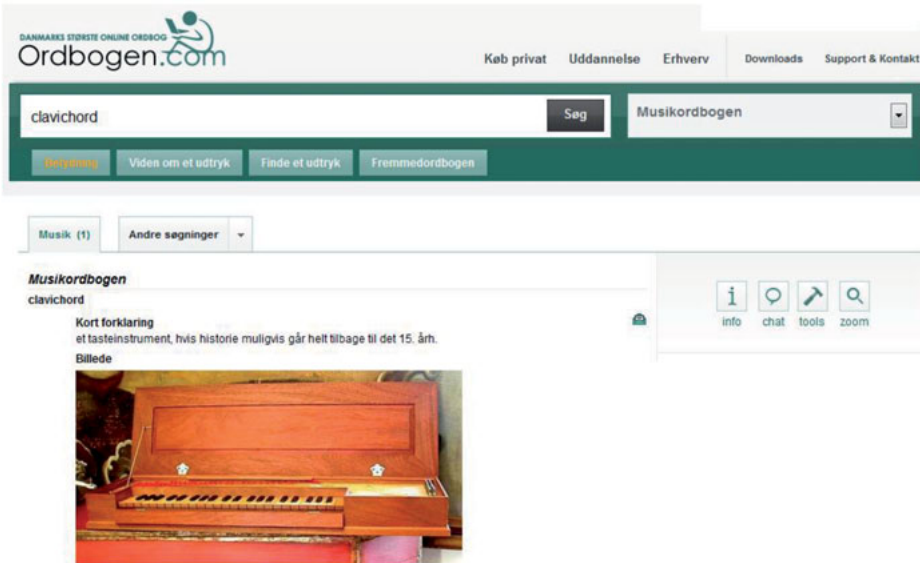 DANMARKS STØRSTE ONLINE ORDBOG
Ordbogen.com
Køb privat Uddannelse Erhverv Downloads Support & Kontakt
clavichord Søg Musikordbogen
Betydning Viden om et udtryk Finde et udtryk Fremmedordbogen
Musik (1) Andre søgninger
Musikordbogen
clavichord
Kort forklaring
et tasteinstrument, hvis historie muligvis går helt tilbage til det 15. årh.
Billede
info chat tools zoom